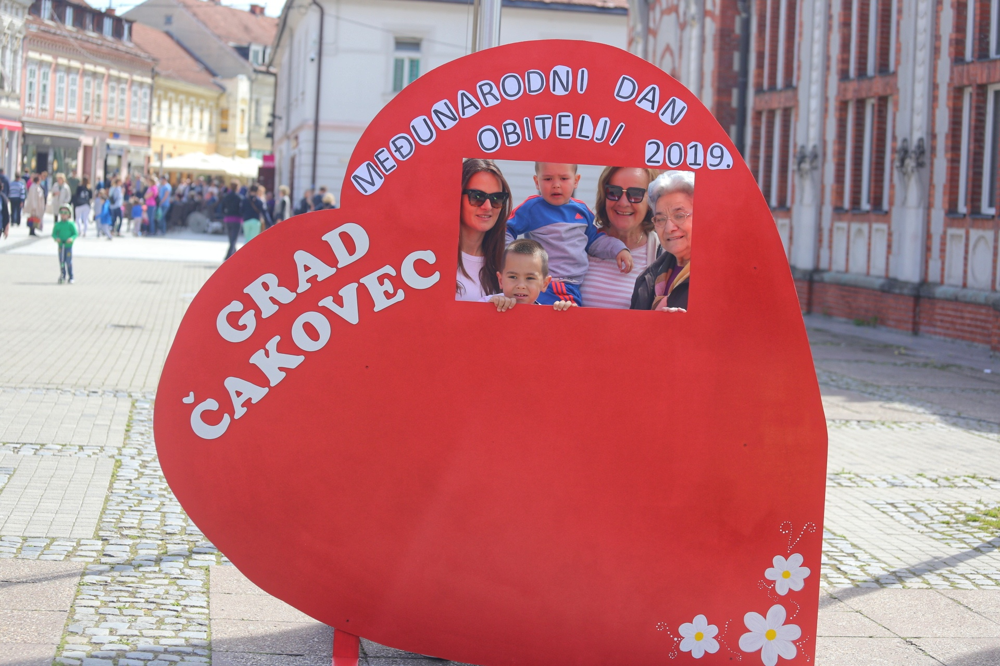 MEĐUNARODNI DAN
OBITELJI 2019.
GRAD
ČAKOVEC